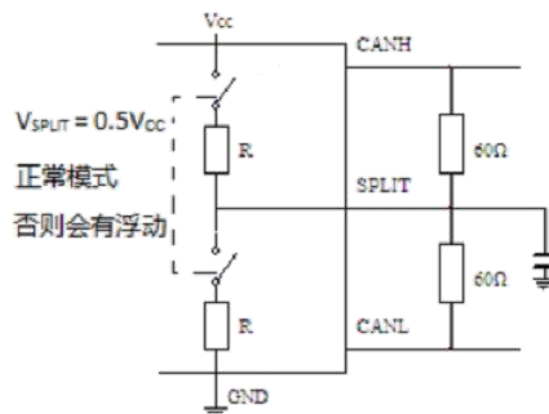 Vcc
CANH
VSPLIT = 0.5VCC
正常模式
否则会有浮动
R
60Ω
SPLIT
R
60Ω
CANL
GND